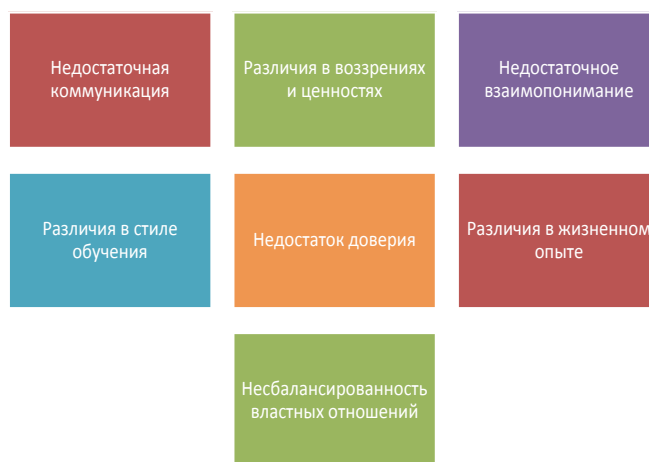 Недостаточная
коммуникация
Различия в воззрениях
и ценностях
Недостаточное
взаимопонимание
Различия в стиле
обучения
Недостаток доверия
Различия в жизненном
опыте
Несбалансированность
властных отношений